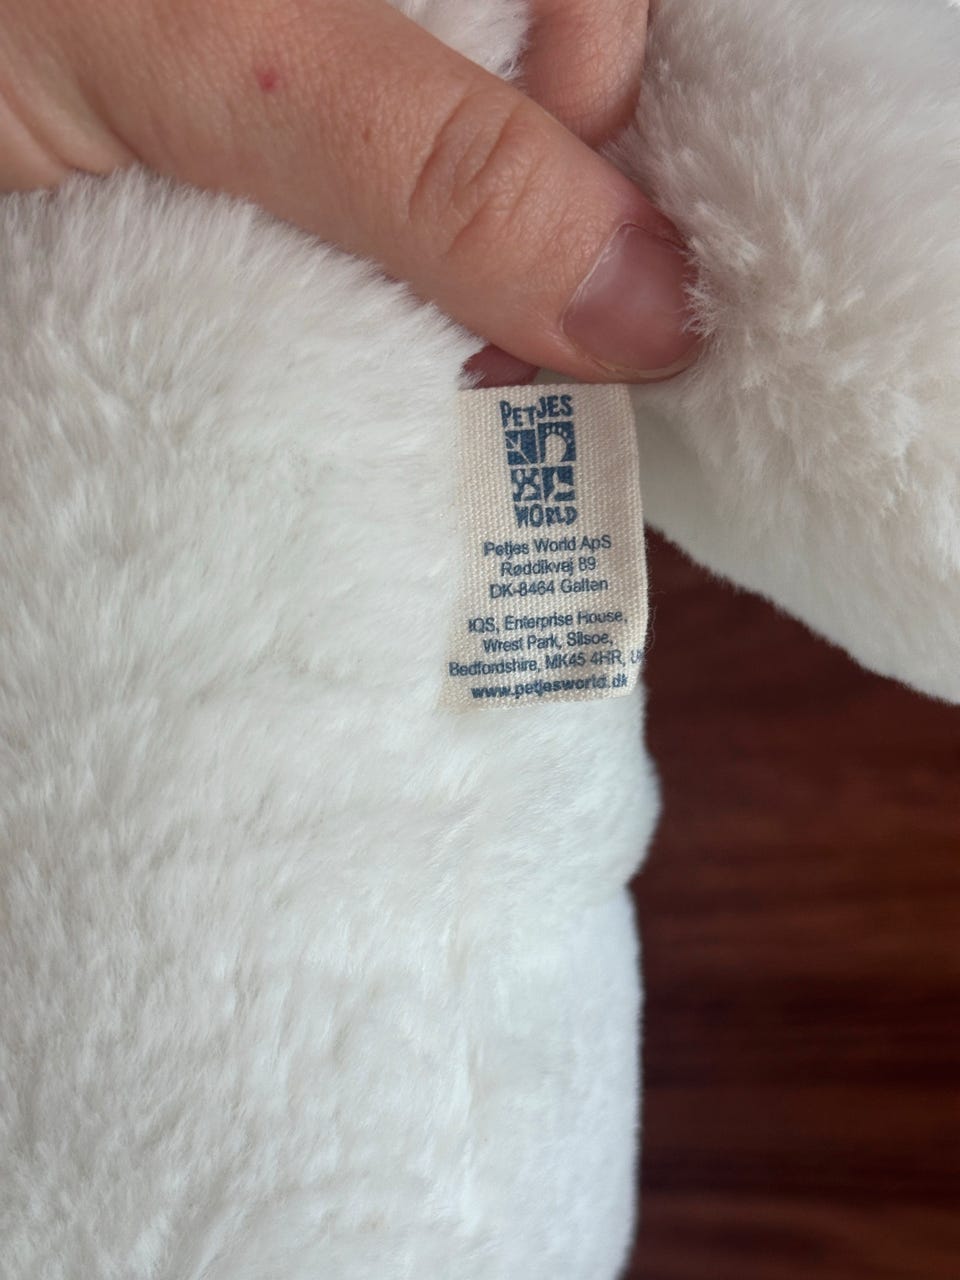 PETJES
WORLD
Petjes World ApS
Røddikvej 89
DK-8464 Galten
IQS, Enterprise House,
Wrest Park, Silsoe,
Bedfordshire, MK45 4HR, U
www.petjesworld.dk